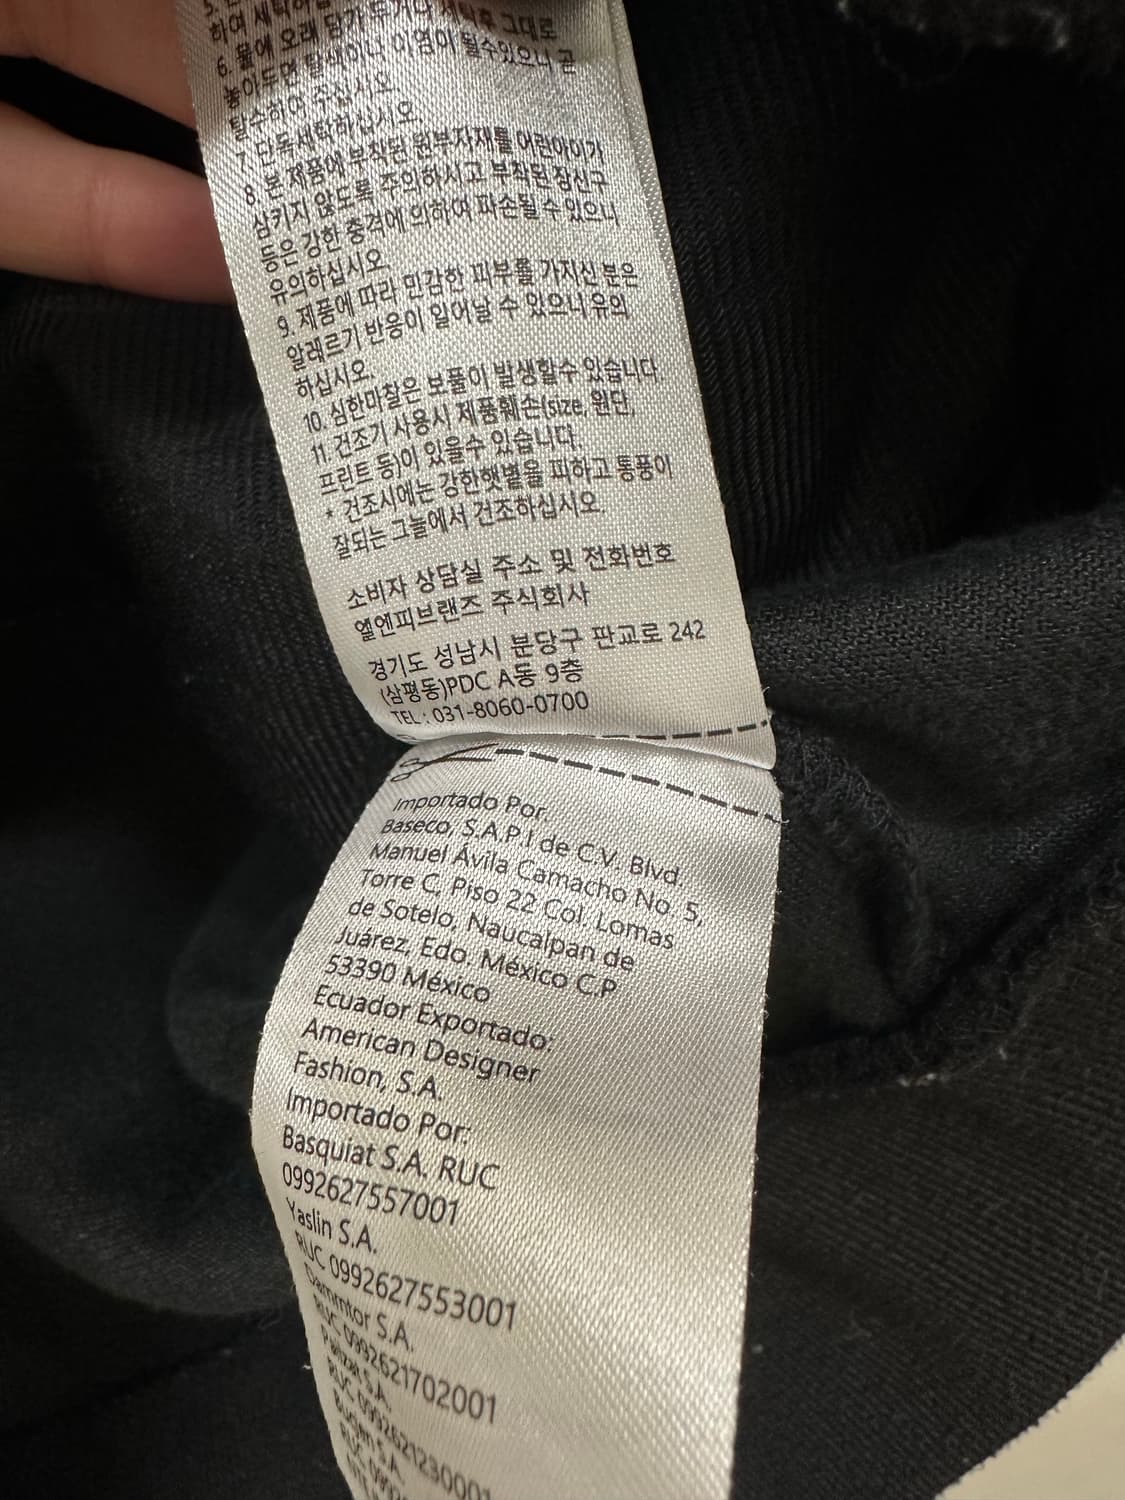 하여 세탁하
6. 물에 오래 담가 두거나 세탁후 그대로
놓아두면 탈색이나 이염이 될수있으니 곧
탈수하여 주십시오
7. 단독세탁하십시오
8. 본 제품에 부착된 원부자재를 어린아이가
삼키지 않도록 주의하시고 부착된 장신구
등은 강한 충격에 의하여 파손될 수 있으니
유의하십시오
9. 제품에 따라 민감한 피부를 가지신 분은
알레르기 반응이 일어날 수 있으니 유의
하십시오.
10. 심한마찰은 보풀이 발생할수 있습니다
11 건조기 사용시 제품훼손(size, 원단,
프린트 등)이 있을수 있습니다.
* 건조시에는 강한햇볕을 피하고 통풍이
잘되는 그늘에서 건조하십시오.
소비자 상담실 주소 및 전화번호
엘엔피브랜즈 주식회사
경기도 성남시 분당구 판교로 242
(삼평동)PDC A동 9층
TEL : 031-8060-0700
Importado Por:
Baseco, S.A.P.I de C.V. Blvd.
Manuel Ávila Camacho No. 5,
Torre C, Piso 22 Col. Lomas
de Sotelo, Naucalpan de
Juárez, Edo. México C.P
53390 México
Ecuador Exportado:
American Designer
Fashion, S.A.
Importado Por:
Basquiat S.A. RUC
0992627557001
Yaslin S.A.
RUC 0992627553001
Dammtor S.A.
RUC 0992621702001
S.A.
RUC 0992621230001
S.A.
RUC